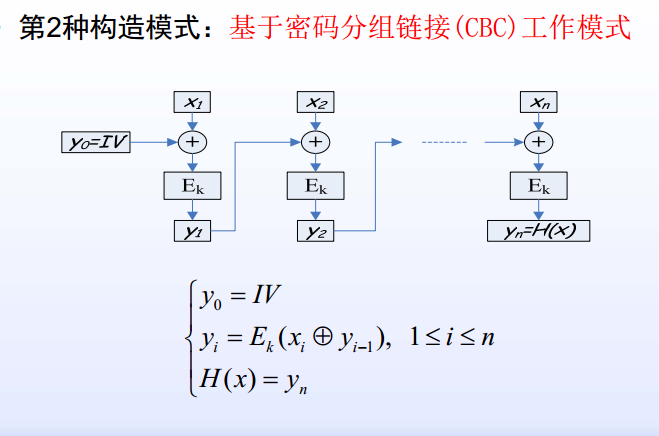 第2种构造模式：基于密码分组链接(CBC)工作模式
x₁ x₂ xₙ
y₀=IV + + +
Eₖ Eₖ Eₖ
y₁ y₂ yₙ=H(x)
y₀ = IV
yᵢ = Eₖ(xᵢ ⊕ yᵢ₋₁), 1 ≤ i ≤ n
H(x) = yₙ